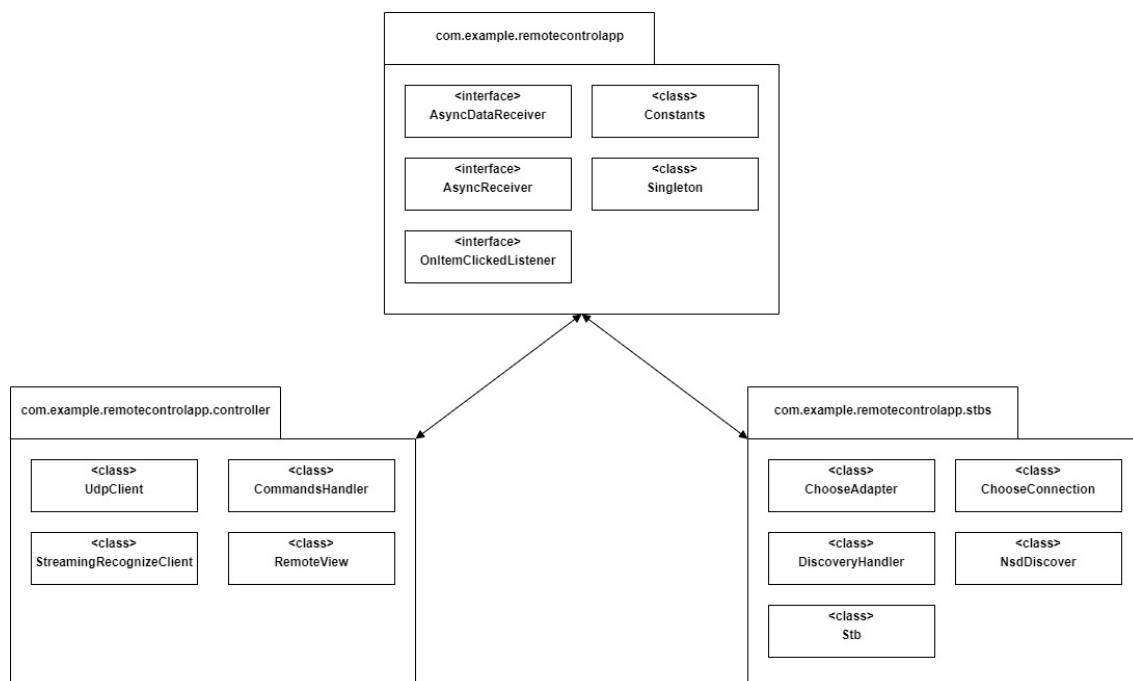 com.example.remotecontrolapp
<interface>
AsyncDataReceiver
<class>
Constants
<interface>
AsyncReceiver
<class>
Singleton
<interface>
OnItemClickedListener
com.example.remotecontrolapp.controller
<class>
UdpClient
<class>
CommandsHandler
<class>
StreamingRecognizeClient
<class>
RemoteView
com.example.remotecontrolapp.stbs
<class>
ChooseAdapter
<class>
ChooseConnection
<class>
DiscoveryHandler
<class>
NsdDiscover
<class>
Stb